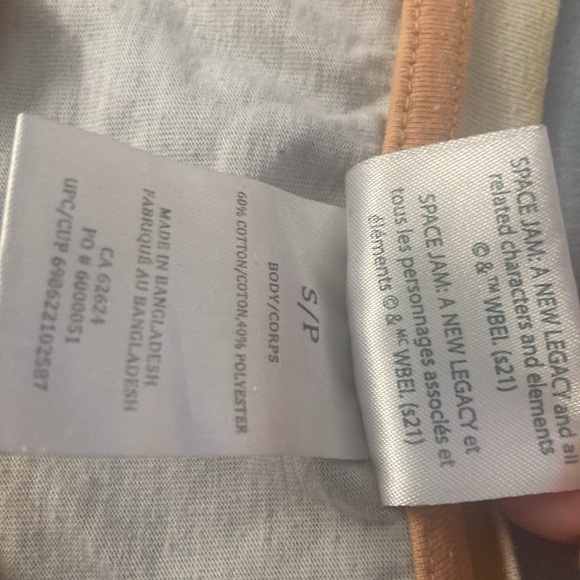 S/P
BODY/CORPS
60% COTTON/COTON,40% POLYESTER
MADE IN BANGLADESH
FABRIQUÉ AU BANGLADESH
CA 62624
PO # 6000051
UPC/CUP 698622102587
SPACE JAM: A NEW LEGACY and all
related characters and elements
© & ™ WBEI. (s21)
SPACE JAM: A NEW LEGACY et
tous les personnages associés et
éléments © & MC WBEI. (s21)